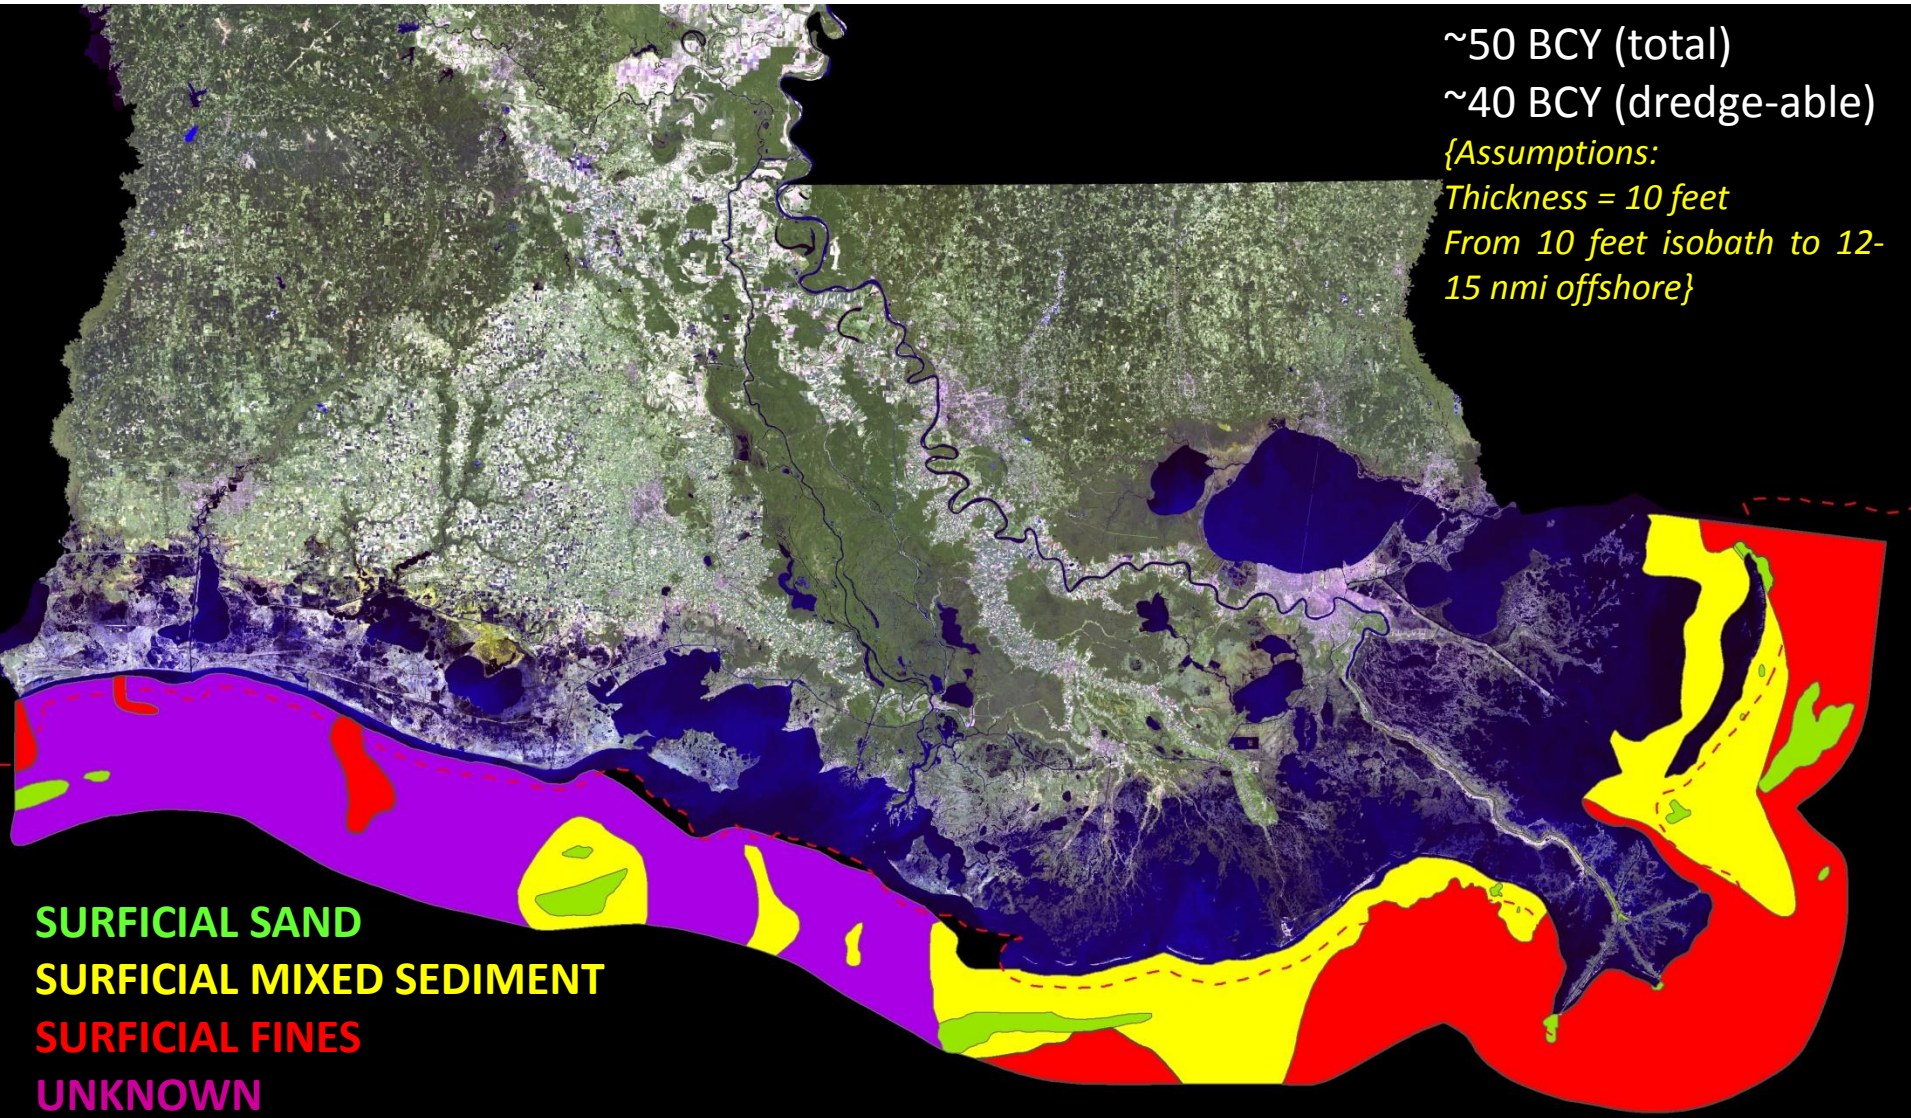 ~50 BCY (total)
~40 BCY (dredge-able)
{Assumptions:
Thickness = 10 feet
From 10 feet isobath to 12-
15 nmi offshore}
SURFICIAL SAND
SURFICIAL MIXED SEDIMENT
SURFICIAL FINES
UNKNOWN